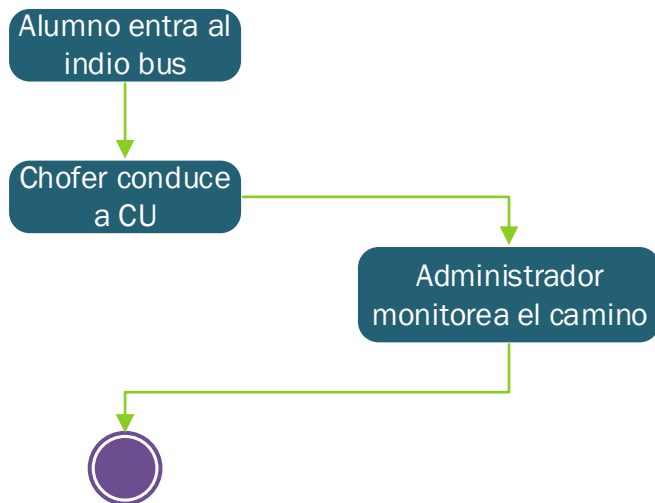 Alumno entra al
indio bus
Chofer conduce
a CU
Administrador
monitorea el camino